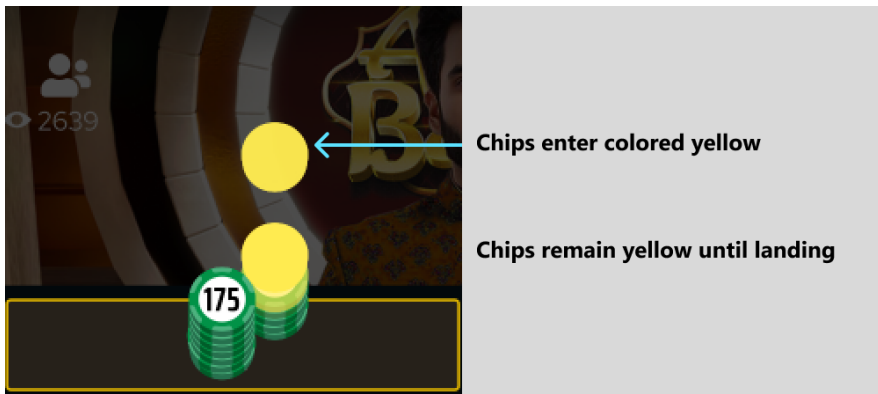 2639
A
B
Chips enter colored yellow
Chips remain yellow until landing
175